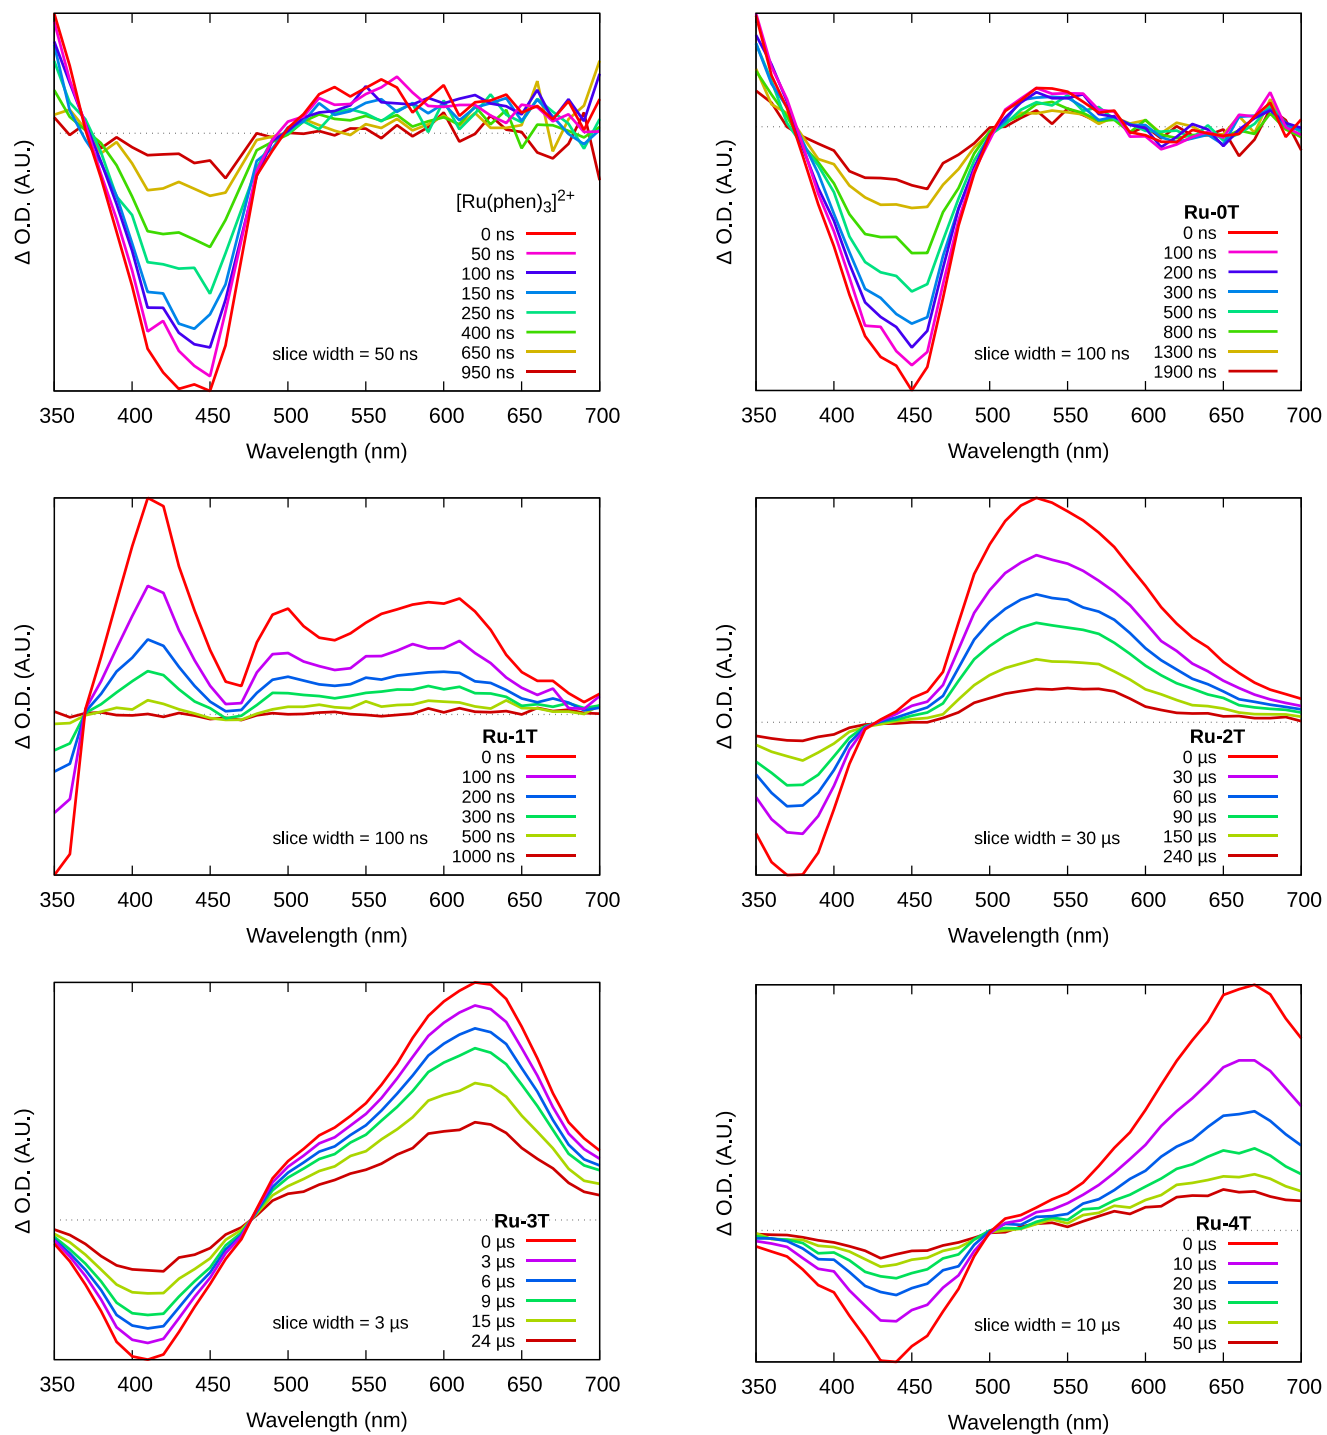 Δ O.D. (A.U.)
[Ru(phen)3]2+
0 ns
50 ns
100 ns
150 ns
250 ns
400 ns
650 ns
950 ns
slice width = 50 ns
350 400 450 500 550 600 650 700
Wavelength (nm)
Δ O.D. (A.U.)
Ru-0T
0 ns
100 ns
200 ns
300 ns
500 ns
800 ns
1300 ns
1900 ns
slice width = 100 ns
350 400 450 500 550 600 650 700
Wavelength (nm)
Δ O.D. (A.U.)
Ru-1T
0 ns
100 ns
200 ns
300 ns
500 ns
1000 ns
slice width = 100 ns
350 400 450 500 550 600 650 700
Wavelength (nm)
Δ O.D. (A.U.)
Ru-2T
0 µs
30 µs
60 µs
90 µs
150 µs
240 µs
slice width = 30 µs
350 400 450 500 550 600 650 700
Wavelength (nm)
Δ O.D. (A.U.)
Ru-3T
0 µs
3 µs
6 µs
9 µs
15 µs
24 µs
slice width = 3 µs
350 400 450 500 550 600 650 700
Wavelength (nm)
Δ O.D. (A.U.)
Ru-4T
0 µs
10 µs
20 µs
30 µs
40 µs
50 µs
slice width = 10 µs
350 400 450 500 550 600 650 700
Wavelength (nm)